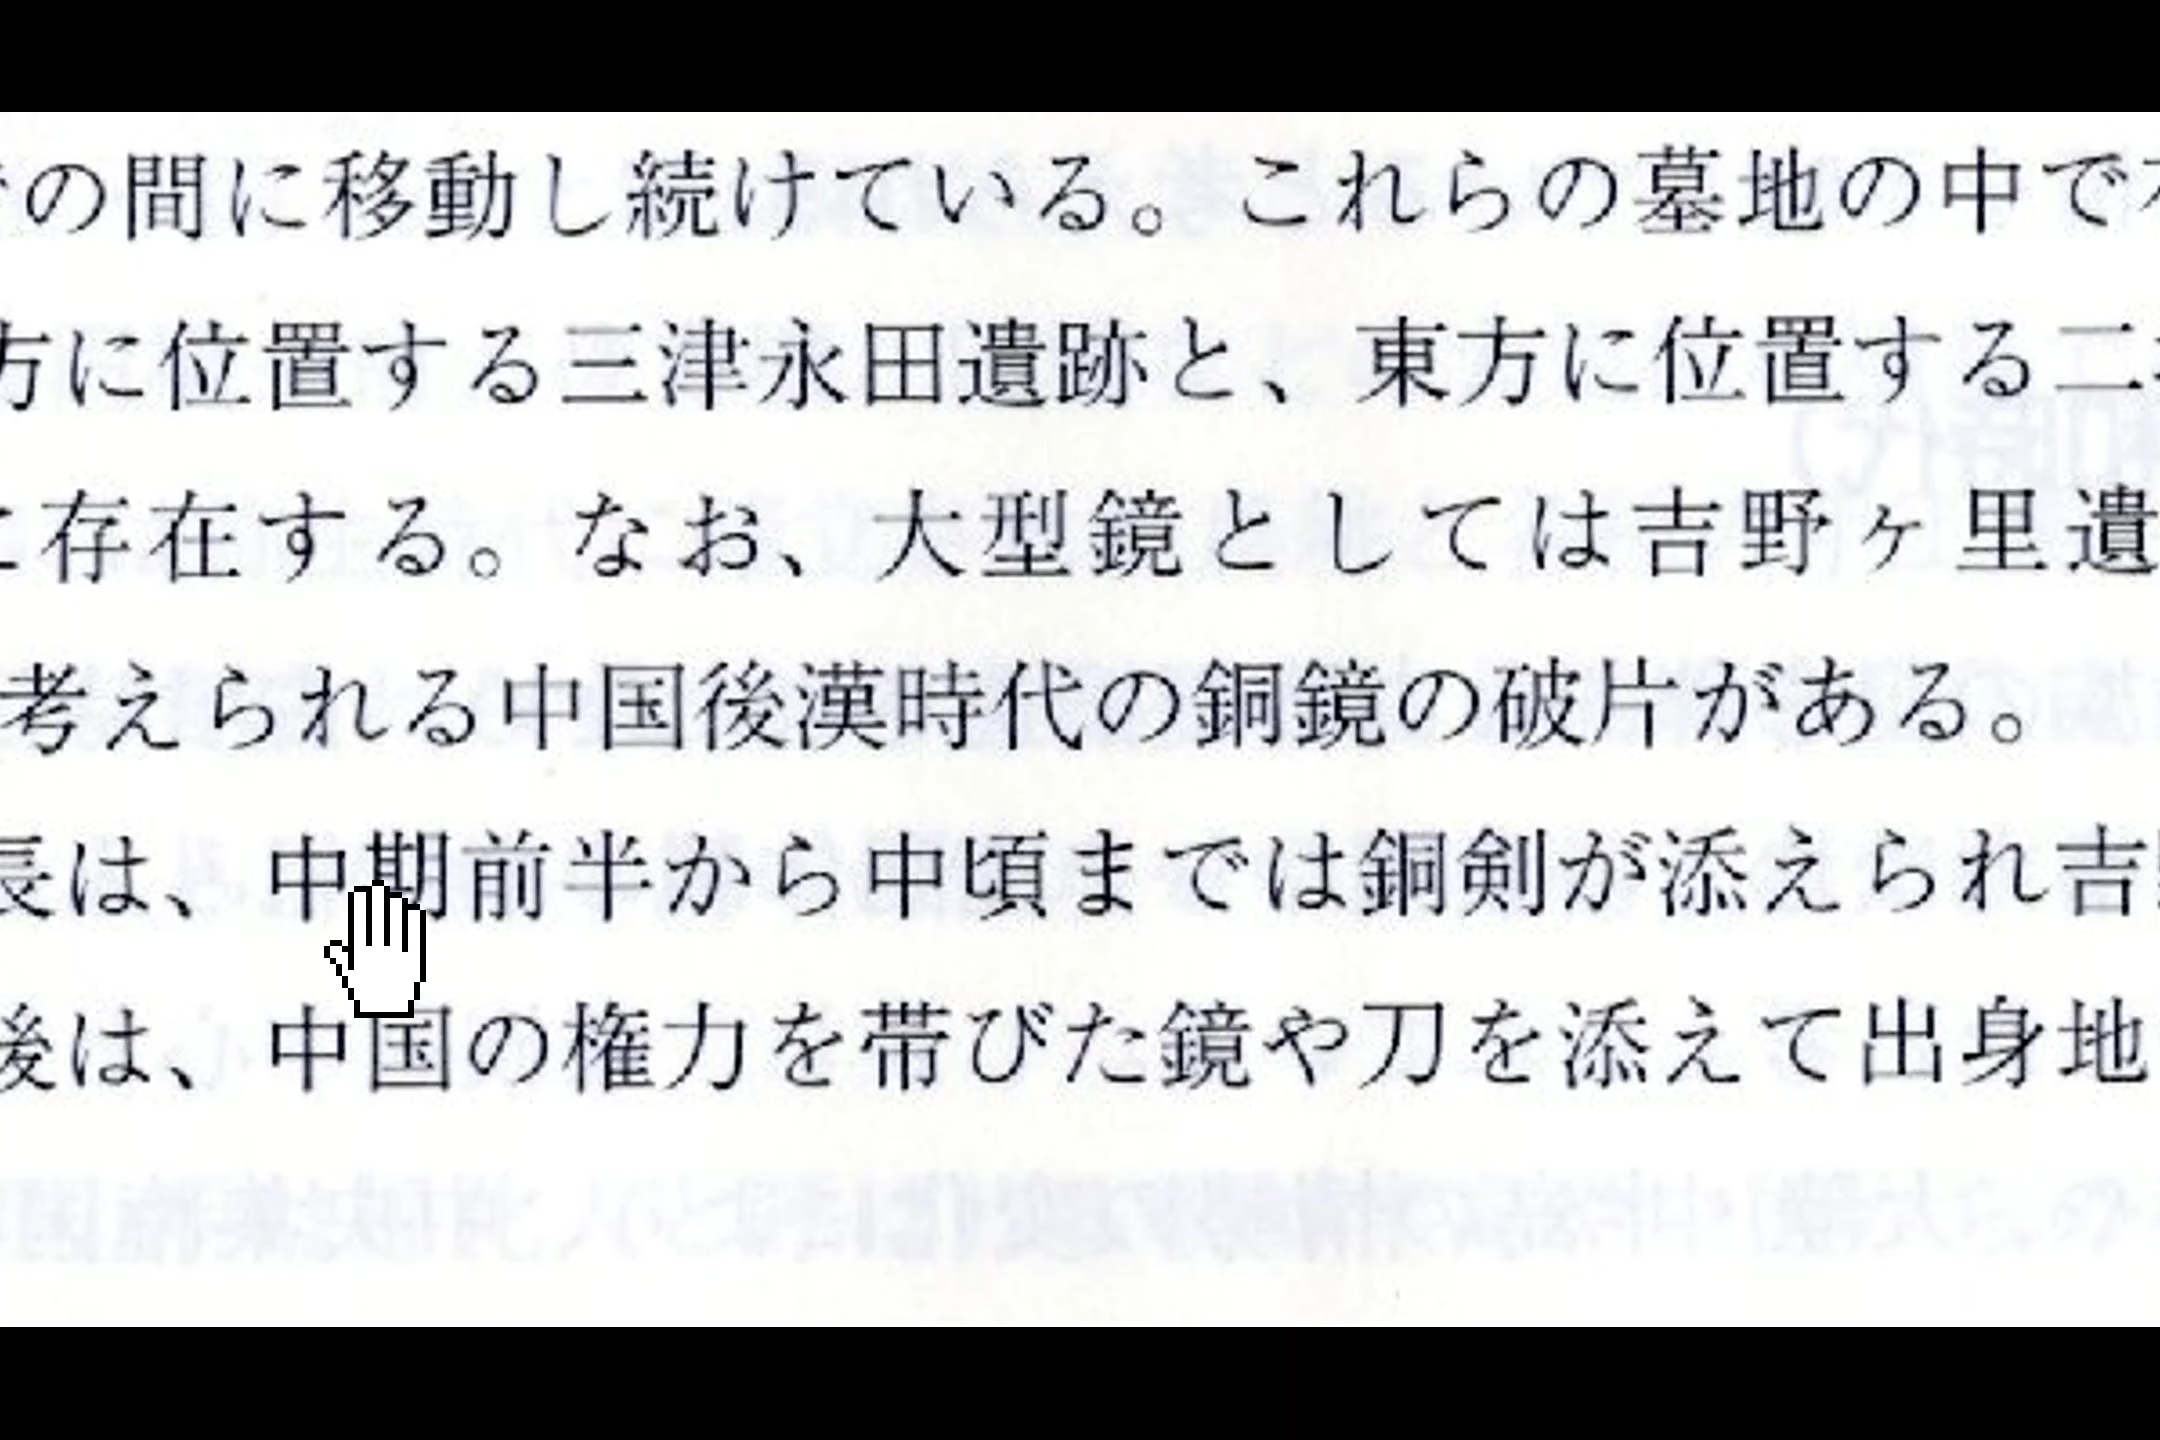 の間に移動し続けている。これらの墓地の中で
方に位置する三津永田遺跡と、東方に位置する二
に存在する。なお、大型鏡としては吉野ヶ里遺
考えられる中国後漢時代の銅鏡の破片がある。
長は、中期前半から中頃までは銅剣が添えられ吉
後は、中国の権力を帯びた鏡や刀を添えて出身地